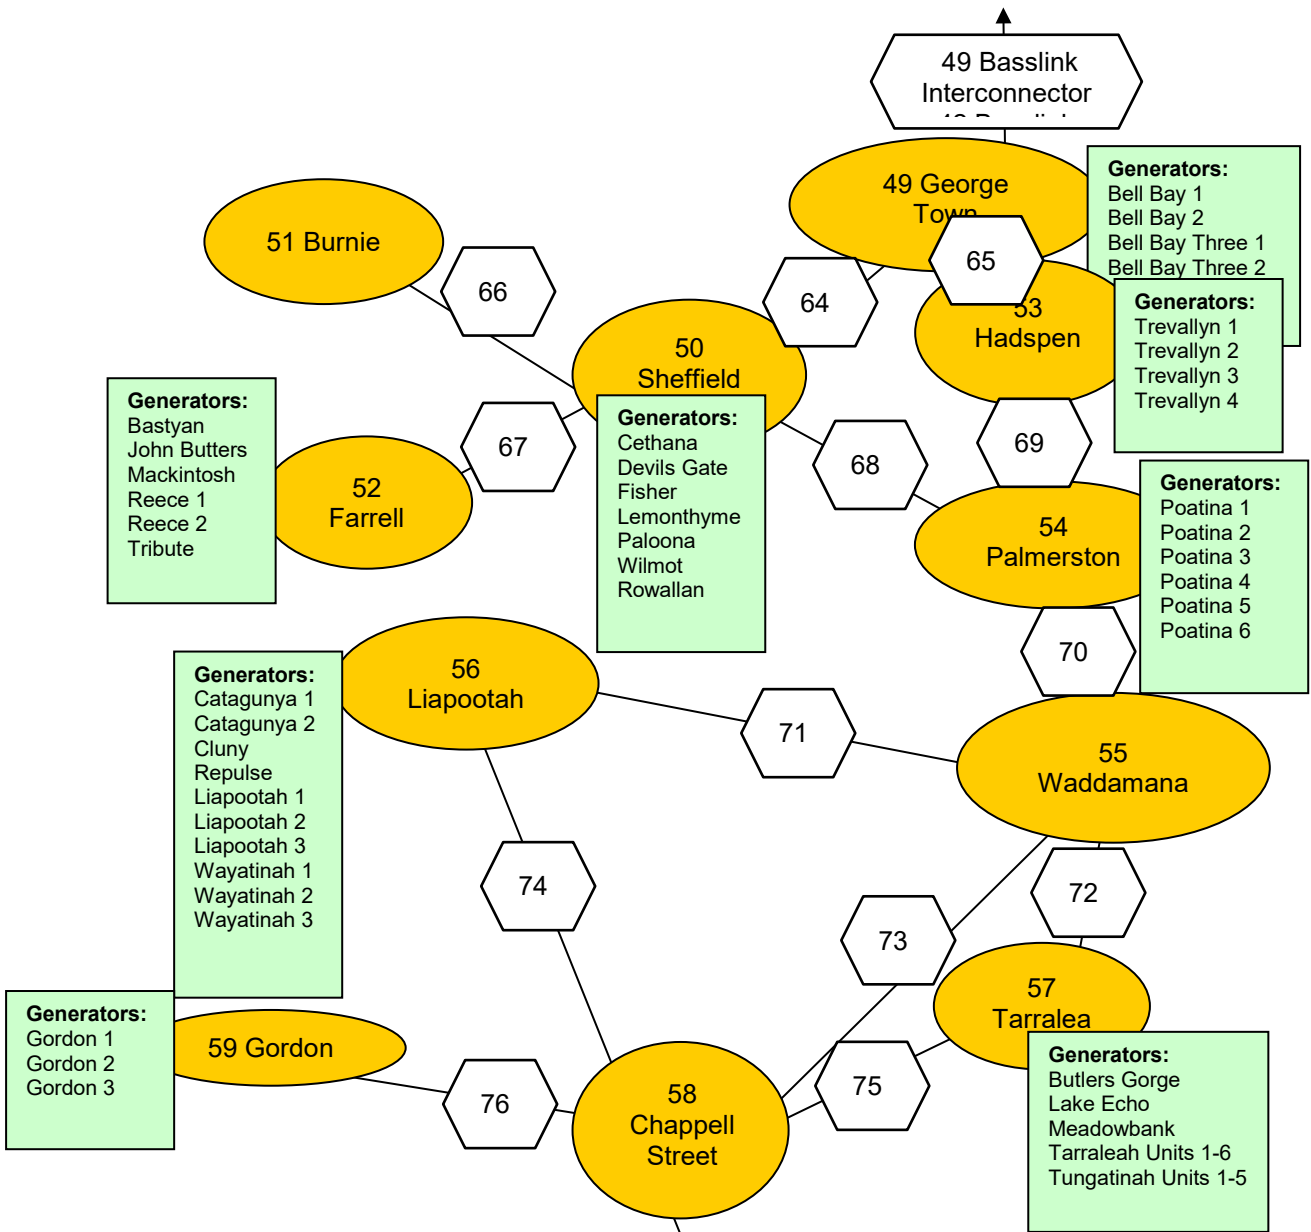 49 Basslink
Interconnector
49 George
Town
65
Generators:
Bell Bay 1
Bell Bay 2
Bell Bay Three 1
Bell Bay Three 2
51 Burnie
66
64
53
Hadspen
Generators:
Trevallyn 1
Trevallyn 2
Trevallyn 3
Trevallyn 4
50
Sheffield
Generators:
Cethana
Devils Gate
Fisher
Lemonthyme
Paloona
Wilmot
Rowallan
Generators:
Bastyan
John Butters
Mackintosh
Reece 1
Reece 2
Tribute
52
Farrell
67
68
69
54
Palmerston
Generators:
Poatina 1
Poatina 2
Poatina 3
Poatina 4
Poatina 5
Poatina 6
70
56
Liapootah
Generators:
Catagunya 1
Catagunya 2
Cluny
Repulse
Liapootah 1
Liapootah 2
Liapootah 3
Wayatinah 1
Wayatinah 2
Wayatinah 3
71
55
Waddamana
74
73
72
57
Tarralea
Generators:
Butlers Gorge
Lake Echo
Meadowbank
Tarraleah Units 1-6
Tungatinah Units 1-5
Generators:
Gordon 1
Gordon 2
Gordon 3
59 Gordon
76
58
Chappell
Street
75